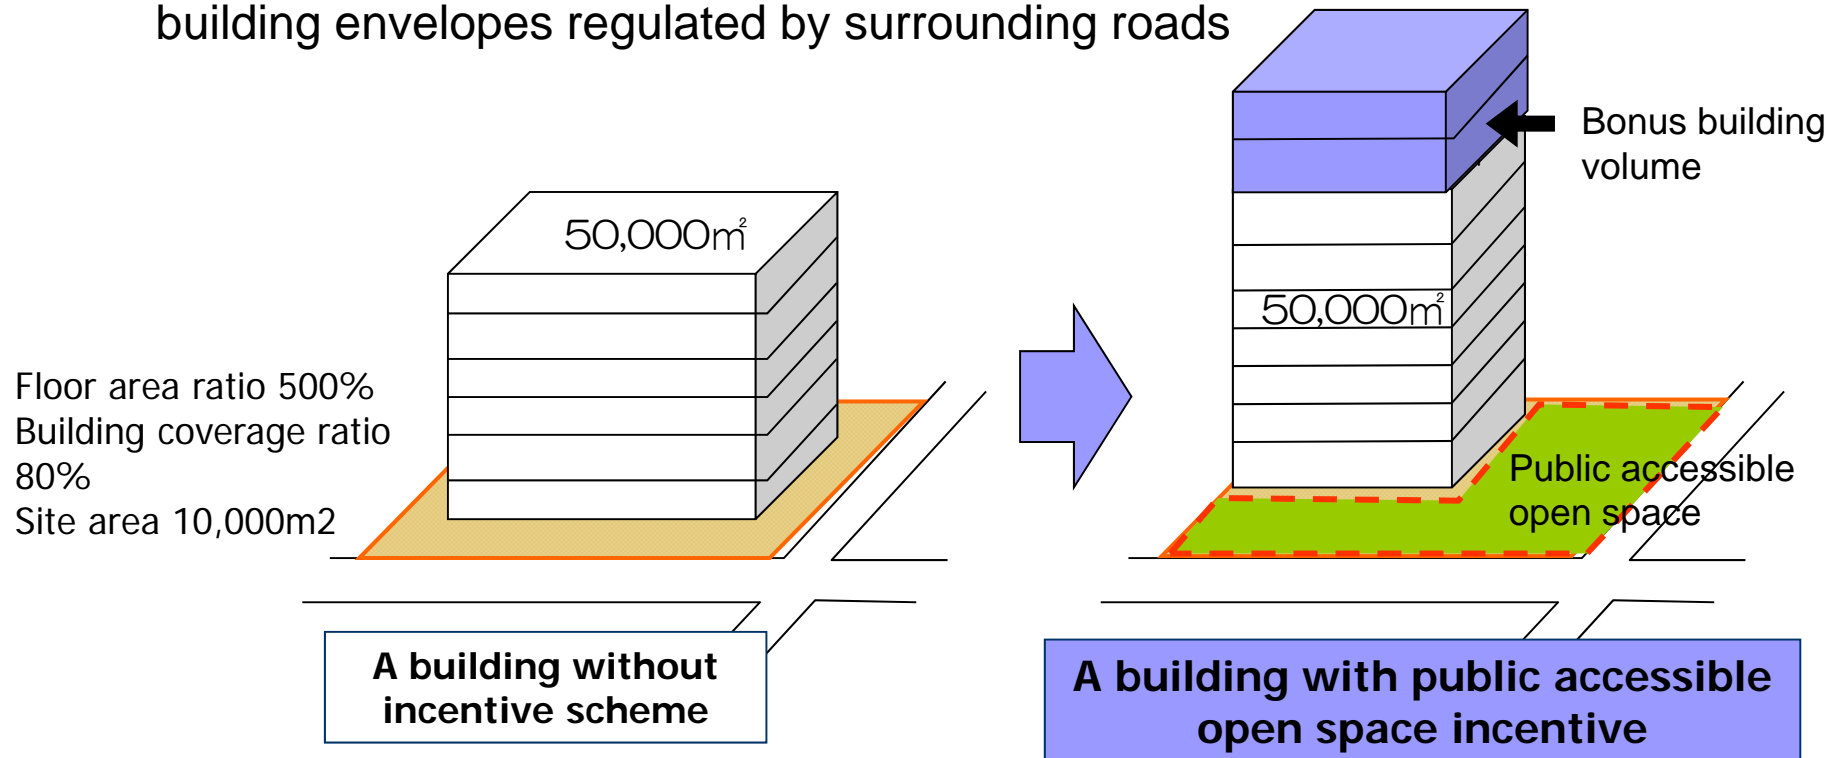 building envelopes regulated by surrounding roads
Bonus building
volume
50,000㎡
50,000㎡
Floor area ratio 500%
Building coverage ratio
80%
Site area 10,000m2
Public accessible
open space
A building without
incentive scheme
A building with public accessible
open space incentive